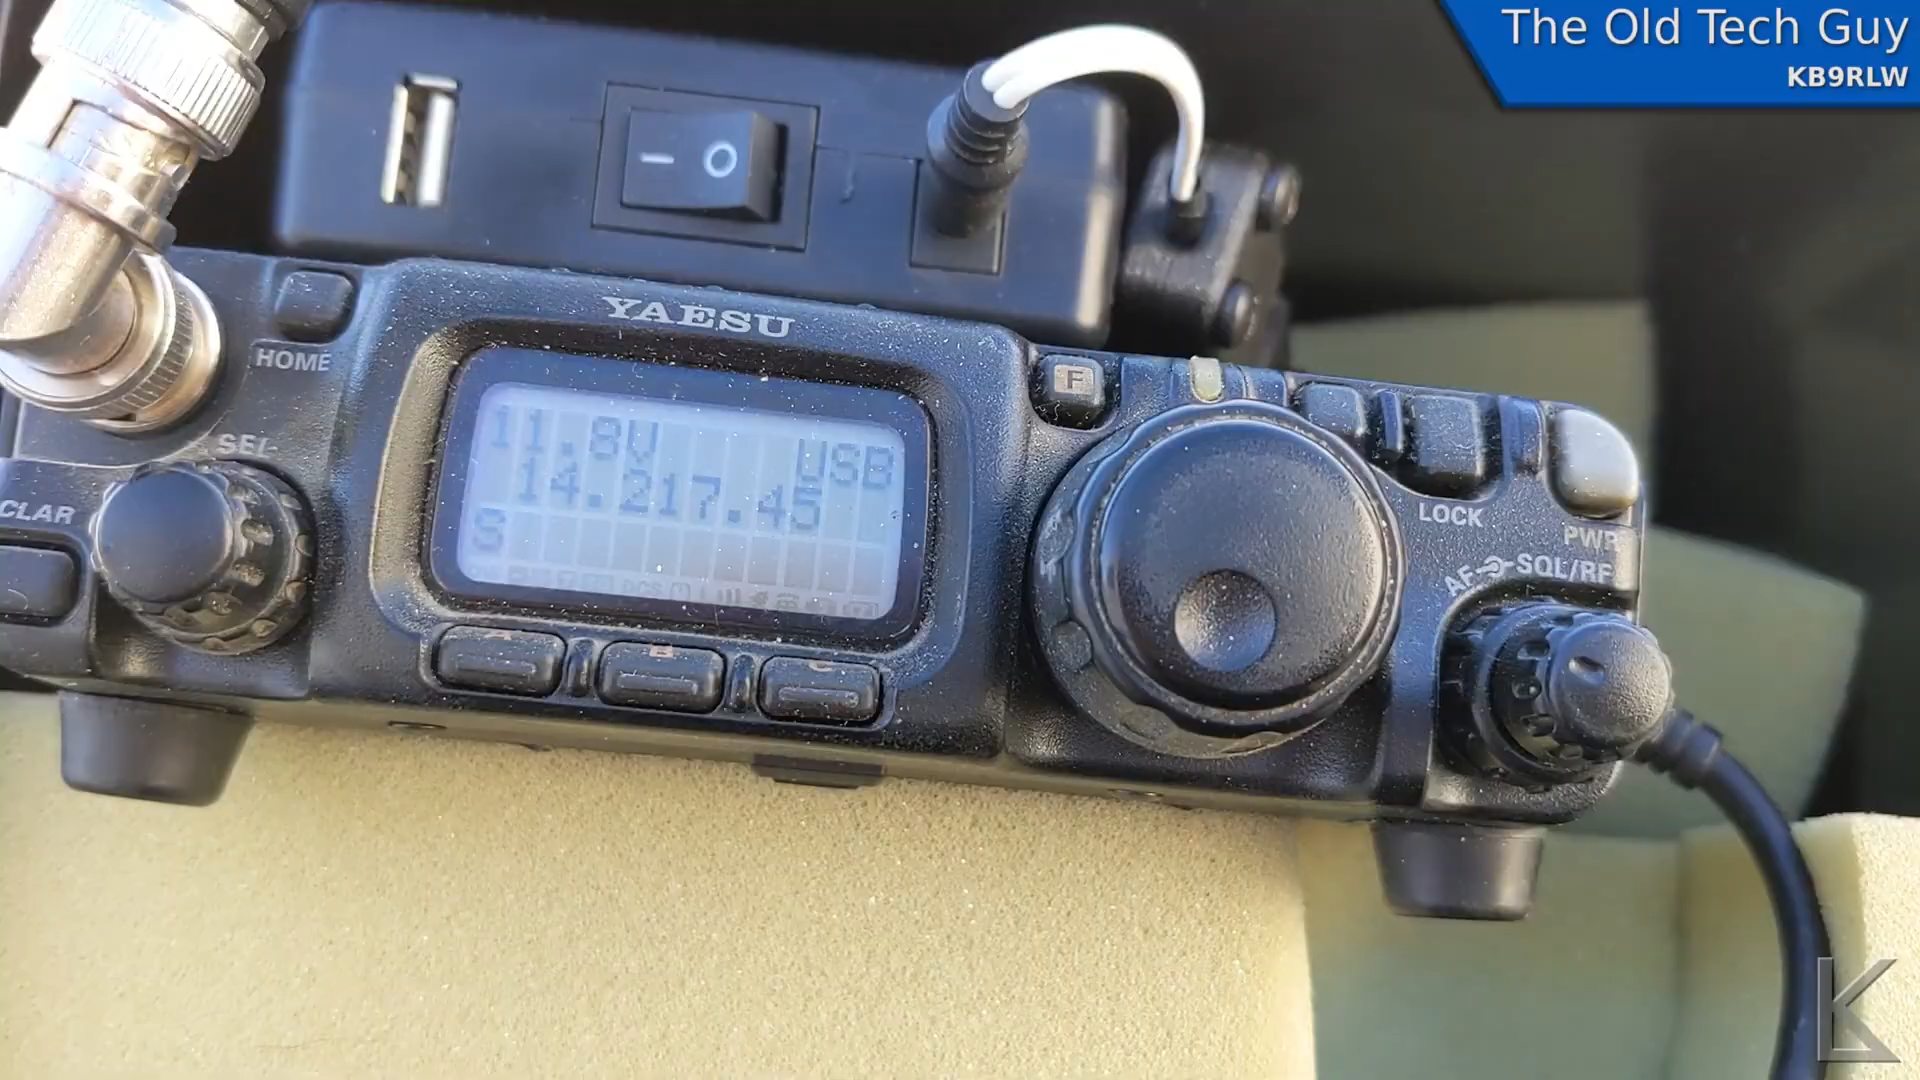 The Old Tech Guy
KB9RLW
YAESU
HOME
F
SEL
11.8V
USB
14.217.45
S
CLAR
LOCK
PWR
AF
SQL/RF
A
B
C
DCS
K